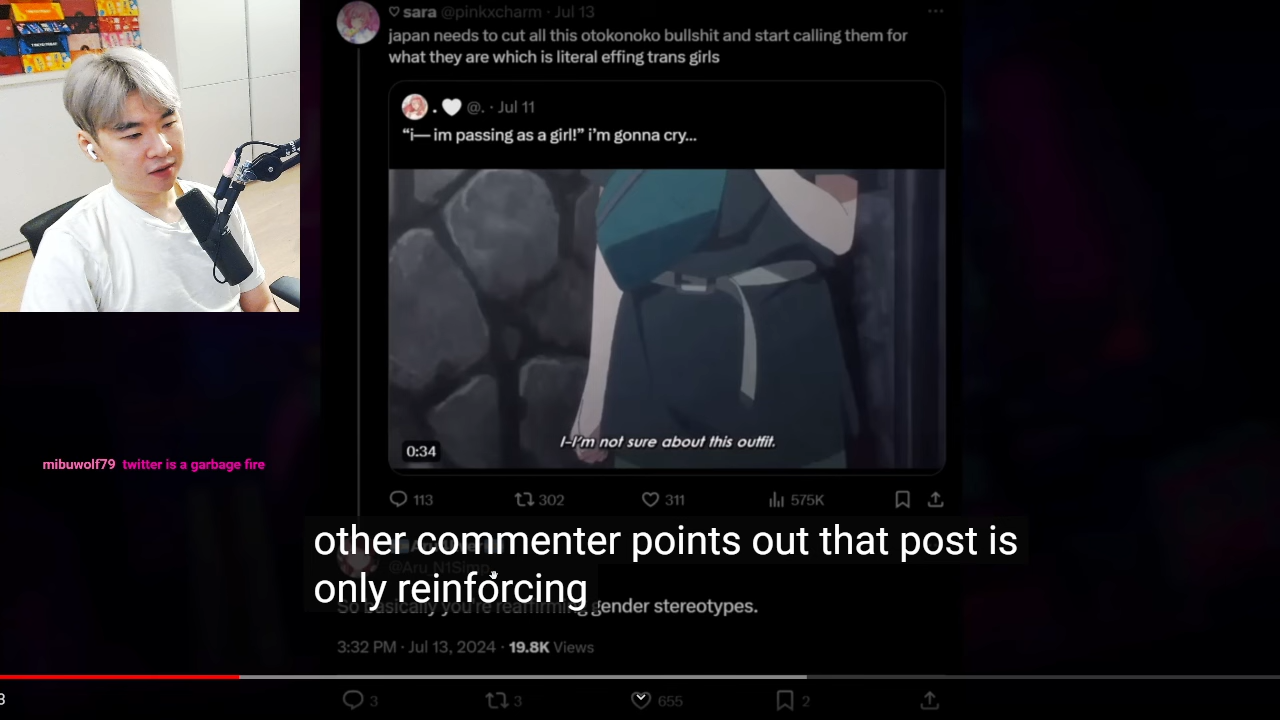 ♡ sara @pinkxcharm · Jul 13
japan needs to cut all this otokonoko bullshit and start calling them for
what they are which is literal effing trans girls
. 🤍 @. · Jul 11
“i— im passing as a girl!” i’m gonna cry...
I-I'm not sure about this outfit.
0:34
113 302 311 575K
mibuwolf79 twitter is a garbage fire
other commenter points out that post is
only reinforcing
@Aru_N1Simp
So basically you're reaffirming gender stereotypes.
3:32 PM · Jul 13, 2024 · 19.8K Views
3 3 655 2